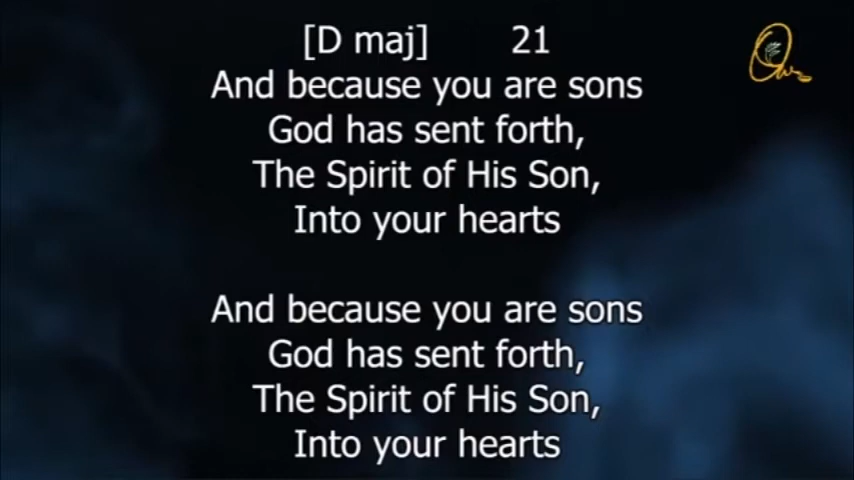 [D maj] 21
And because you are sons
God has sent forth,
The Spirit of His Son,
Into your hearts
And because you are sons
God has sent forth,
The Spirit of His Son,
Into your hearts